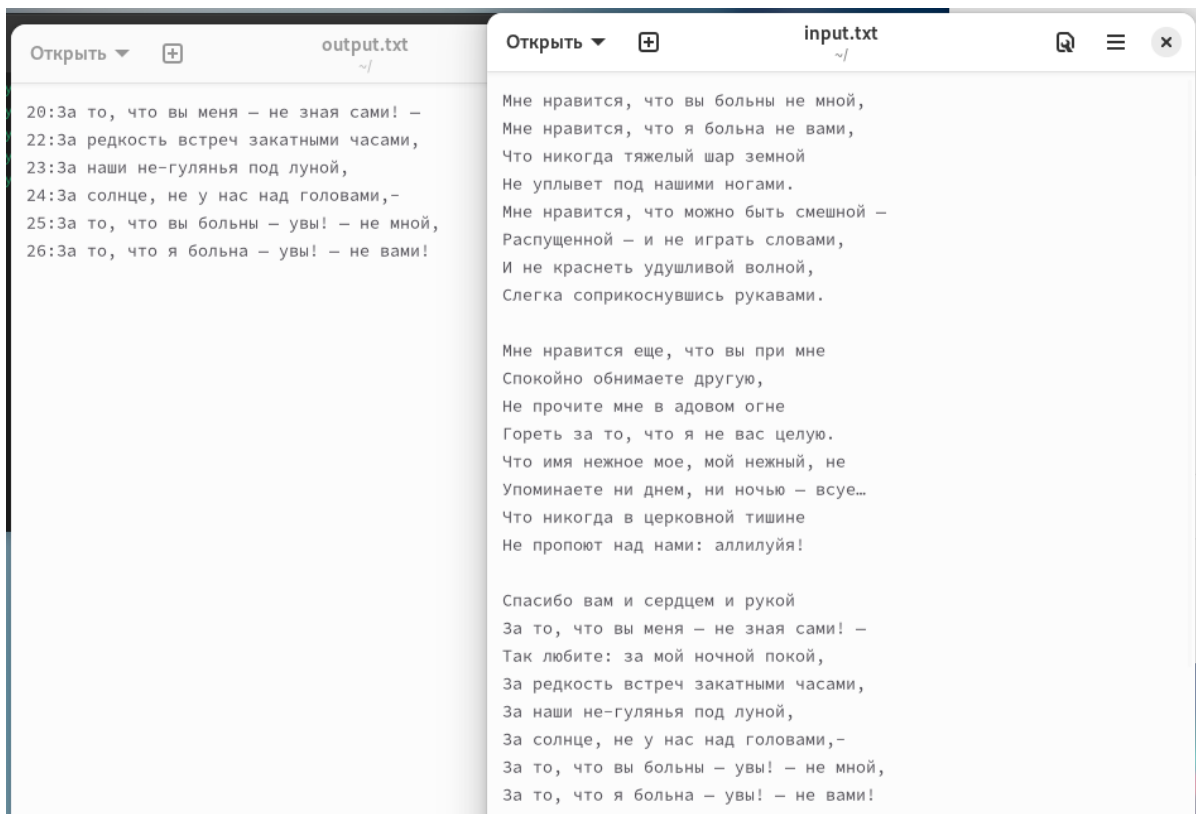 Открыть
output.txt
~/
20:За то, что вы меня — не зная сами! —
22:За редкость встреч закатными часами,
23:За наши не-гулянья под луной,
24:За солнце, не у нас над головами,-
25:За то, что вы больны — увы! — не мной,
26:За то, что я больна — увы! — не вами!
Открыть
input.txt
~/
Мне нравится, что вы больны не мной,
Мне нравится, что я больна не вами,
Что никогда тяжелый шар земной
Не уплывет под нашими ногами.
Мне нравится, что можно быть смешной —
Распущенной — и не играть словами,
И не краснеть удушливой волной,
Слегка соприкоснувшись рукавами.

Мне нравится еще, что вы при мне
Спокойно обнимаете другую,
Не прочите мне в адовом огне
Гореть за то, что я не вас целую.
Что имя нежное мое, мой нежный, не
Упоминаете ни днем, ни ночью — всуе…
Что никогда в церковной тишине
Не пропоют над нами: аллилуйя!

Спасибо вам и сердцем и рукой
За то, что вы меня — не зная сами! —
Так любите: за мой ночной покой,
За редкость встреч закатными часами,
За наши не-гулянья под луной,
За солнце, не у нас над головами,-
За то, что вы больны — увы! — не мной,
За то, что я больна — увы! — не вами!